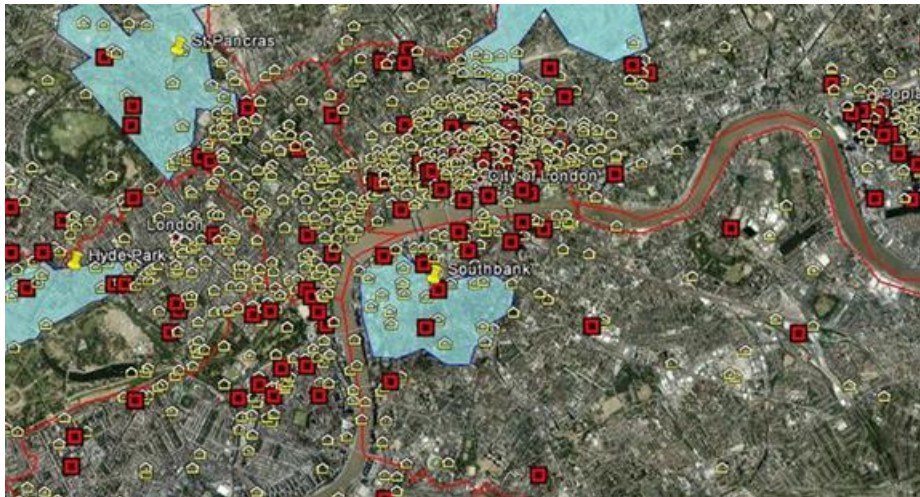 St Pancras
Popla
City of London
London
Hyde Park
Southbank